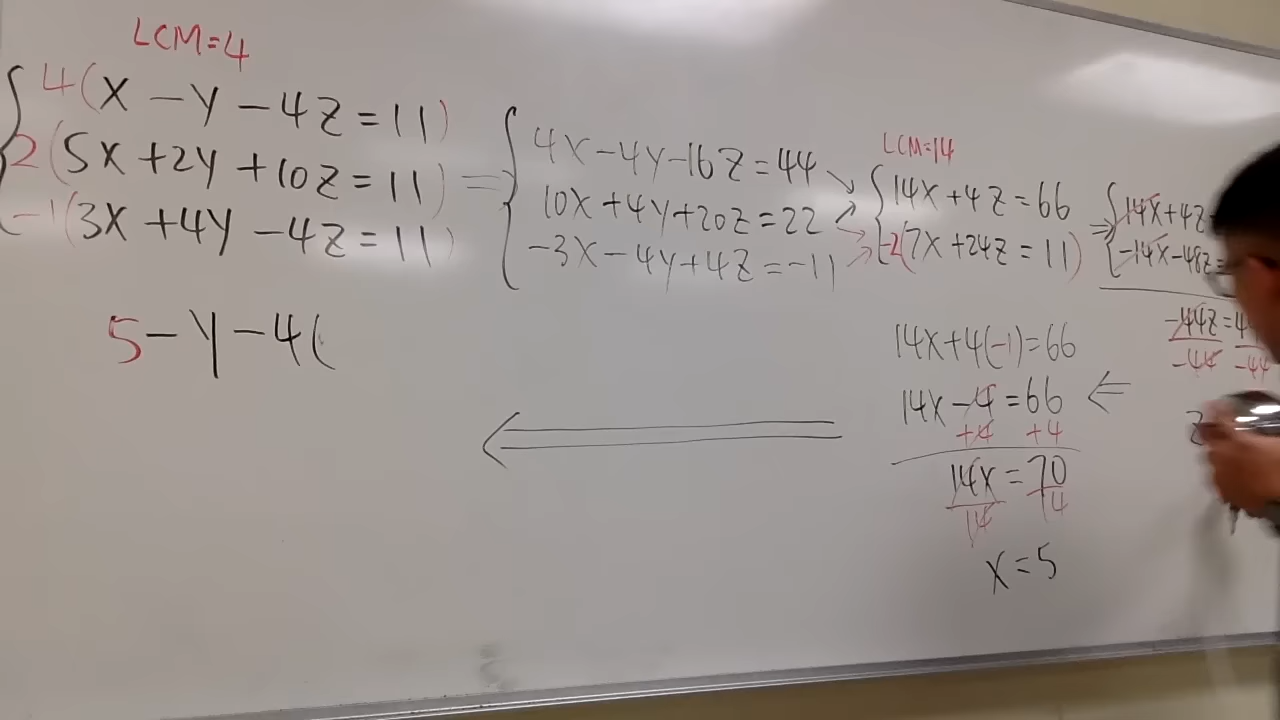 LCM=4
4(x - y - 4z = 11)
2(5x + 2y + 10z = 11)
-1(3x + 4y - 4z = 11)
5 - y - 4(
4x - 4y - 16z = 44
10x + 4y + 20z = 22
-3x - 4y + 4z = -11
LCM=14
14x + 4z = 66
-2(7x + 24z = 11)
14x + 4z
-14x - 48z =
-44z = 4
-44 -44
z
14x + 4(-1) = 66
14x - 4 = 66
+4 +4
14x = 70
14 14
x = 5